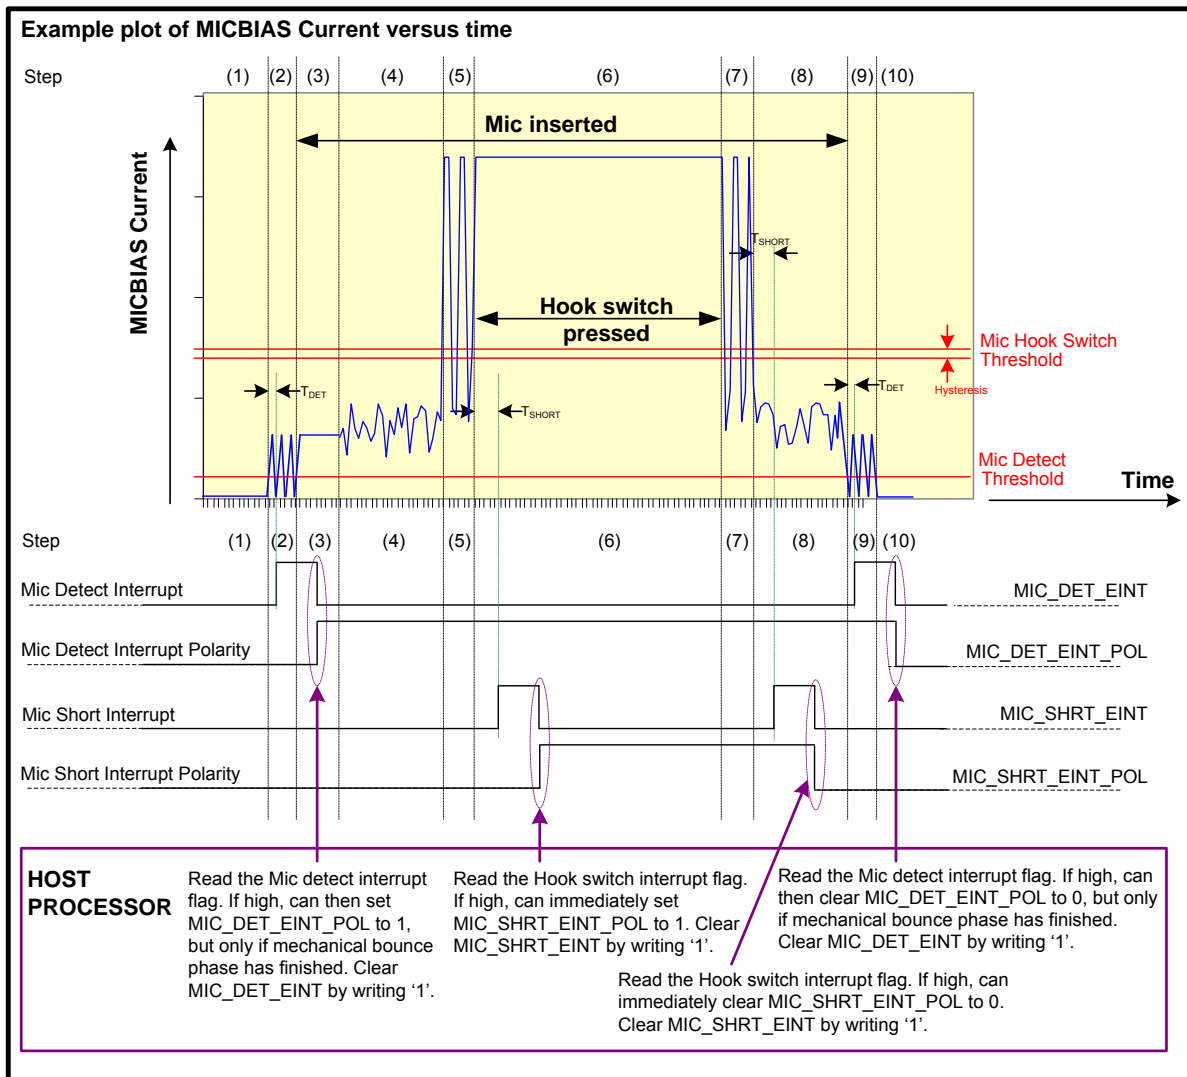 Example plot of MICBIAS Current versus time
Step
(1) (2) (3) (4) (5) (6) (7) (8) (9) (10)
Mic inserted
MICBIAS Current
TSHORT
Hook switch
pressed
Mic Hook Switch
Threshold
Hysteresis
TDET
TDET
TSHORT
Mic Detect
Threshold
Time
Step
(1) (2) (3) (4) (5) (6) (7) (8) (9) (10)
Mic Detect Interrupt
MIC_DET_EINT
Mic Detect Interrupt Polarity
MIC_DET_EINT_POL
Mic Short Interrupt
MIC_SHRT_EINT
Mic Short Interrupt Polarity
MIC_SHRT_EINT_POL
HOST
PROCESSOR
Read the Mic detect interrupt
flag. If high, can then set
MIC_DET_EINT_POL to 1,
but only if mechanical bounce
phase has finished. Clear
MIC_DET_EINT by writing ‘1’.
Read the Hook switch interrupt flag.
If high, can immediately set
MIC_SHRT_EINT_POL to 1. Clear
MIC_SHRT_EINT by writing ‘1’.
Read the Mic detect interrupt flag. If high, can
then clear MIC_DET_EINT_POL to 0, but only
if mechanical bounce phase has finished.
Clear MIC_DET_EINT by writing ‘1’.
Read the Hook switch interrupt flag. If high, can
immediately clear MIC_SHRT_EINT_POL to 0.
Clear MIC_SHRT_EINT by writing ‘1’.